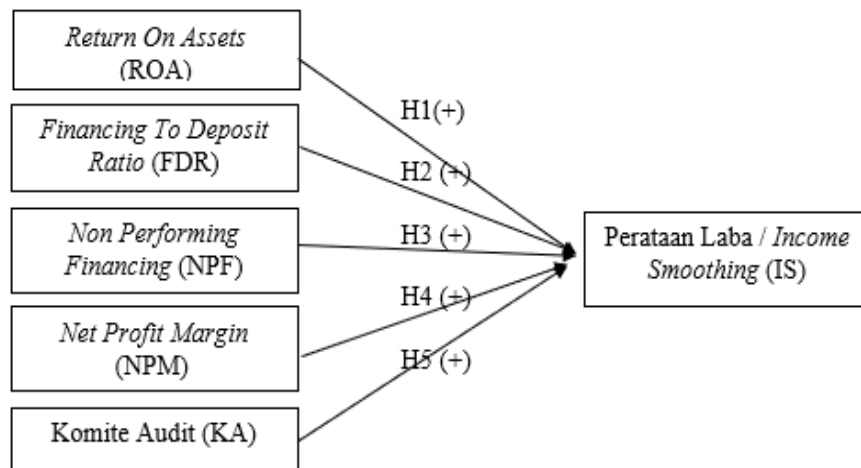 Return On Assets
(ROA)
Financing To Deposit
Ratio (FDR)
Non Performing
Financing (NPF)
Net Profit Margin
(NPM)
Komite Audit (KA)
H1(+)
H2 (+)
H3 (+)
H4 (+)
H5 (+)
Perataan Laba / Income
Smoothing (IS)